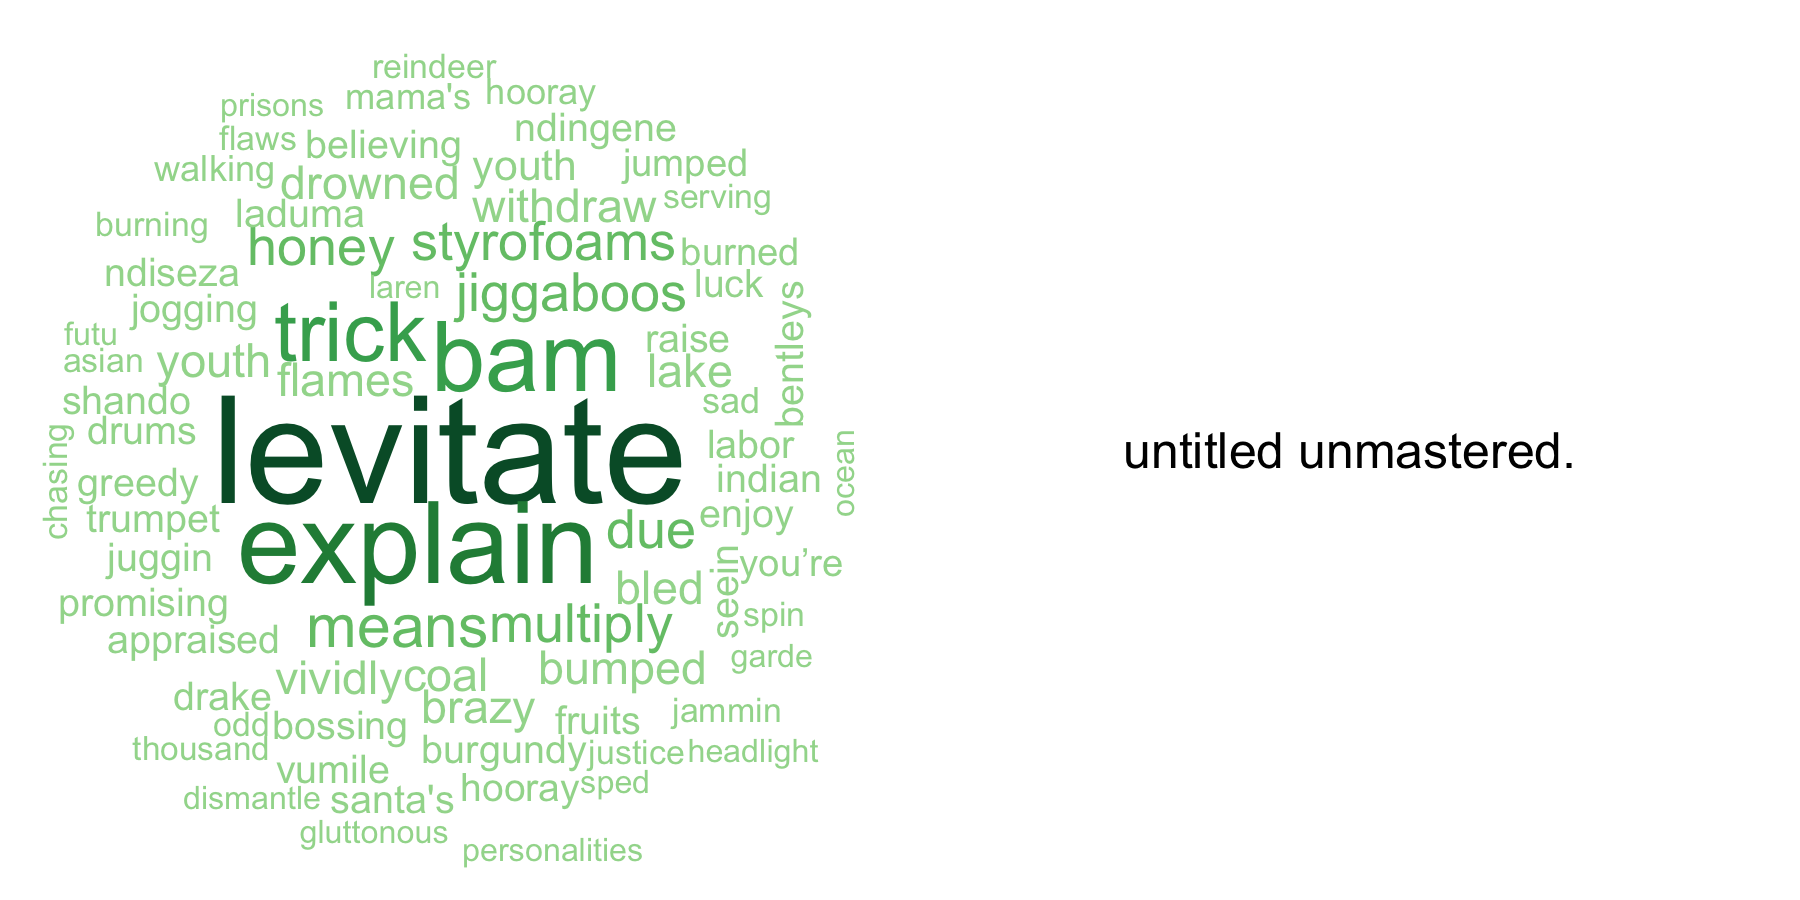 reindeer
prisons mama's hooray
flaws believing ndingene
walking drowned youth jumped
burning laduma withdraw serving
honey styrofoams burned
ndiseza laren jiggaboos luck
jogging trick bam raise bentleys
futu
asian youth flames lake
shando levitate sad
chasing drums labor ocean
greedy indian
trumpet explain due enjoy
juggin bled seein you’re
promising means multiply spin
appraised garde
vividly coal bumped
drake brazy fruits jammin
odd bossing
thousand burgundy justice headlight
vumile hooray sped
dismantle santa's
gluttonous
personalities
untitled unmastered.